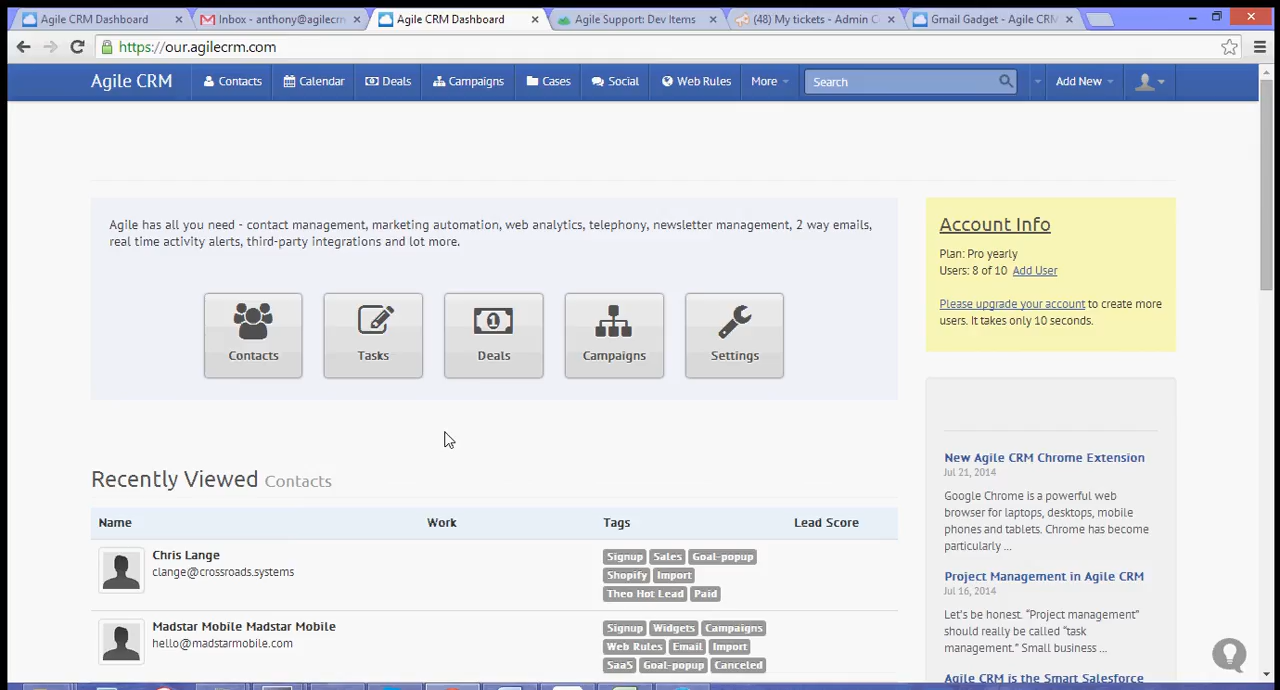 Agile CRM Dashboard
Inbox - anthony@agilecrm
Agile CRM Dashboard
Agile Support: Dev Items
(48) My tickets - Admin C
Gmail Gadget - Agile CRM
https://our.agilecrm.com
Agile CRM
Contacts
Calendar
Deals
Campaigns
Cases
Social
Web Rules
More
Search
Add New
Agile has all you need - contact management, marketing automation, web analytics, telephony, newsletter management, 2 way emails,
real time activity alerts, third-party integrations and lot more.
Contacts
Tasks
Deals
Campaigns
Settings
Account Info
Plan: Pro yearly
Users: 8 of 10 Add User
Please upgrade your account to create more
users. It takes only 10 seconds.
Recently Viewed Contacts
Name Work Tags Lead Score
Chris Lange
clange@crossroads.systems
Signup Sales Goal-popup
Shopify Import
Theo Hot Lead Paid
Madstar Mobile Madstar Mobile
hello@madstarmobile.com
Signup Widgets Campaigns
Web Rules Email Import
SaaS Goal-popup Canceled
New Agile CRM Chrome Extension
Jul 21, 2014
Google Chrome is a powerful web
browser for laptops, desktops, mobile
phones and tablets. Chrome has become
particularly ...
Project Management in Agile CRM
Jul 16, 2014
Let's be honest. “Project management”
should really be called “task
management.” Small business ...
Agile CRM is the Smart Salesforce